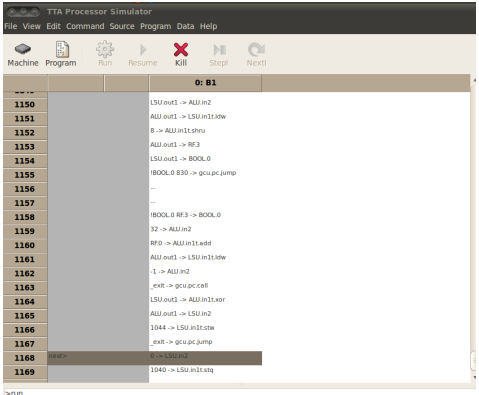 TTA Processor Simulator
File View Edit Command Source Program Data Help
Machine Program Run Resume Kill StepI NextI
0: B1
1150 LSU.out1 -> ALU.in2
1151 ALU.out1 -> LSU.in1t.ldw
1152 8 -> ALU.in1t.shru
1153 ALU.out1 -> RF.3
1154 LSU.out1 -> BOOL.0
1155 !BOOL.0 830 -> gcu.pc.jump
1156 ...
1157 ...
1158 !BOOL.0 RF.3 -> BOOL.0
1159 32 -> ALU.in2
1160 RF.0 -> ALU.in1t.add
1161 ALU.out1 -> LSU.in1t.ldw
1162 -1 -> ALU.in2
1163 _exit -> gcu.pc.call
1164 LSU.out1 -> ALU.in1t.xor
1165 ALU.out1 -> LSU.in2
1166 1044 -> LSU.in1t.stw
1167 _exit -> gcu.pc.jump
1168 next> 0 -> LSU.in2
1169 1040 -> LSU.in1t.stq
>run